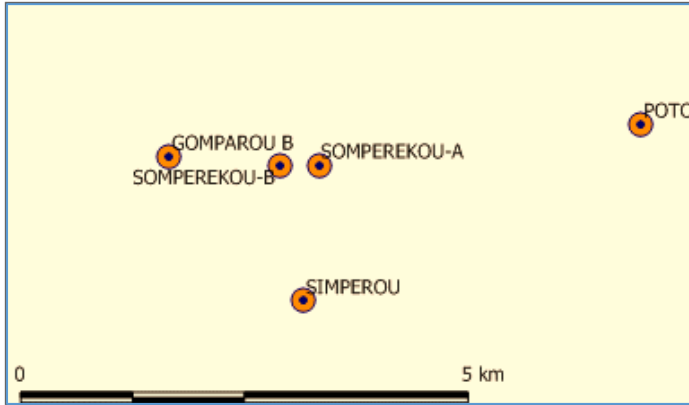 POTO
GOMPAROU B
SOMPEREKOU-A
SOMPEREKOU-B
SIMPEROU
0
5 km